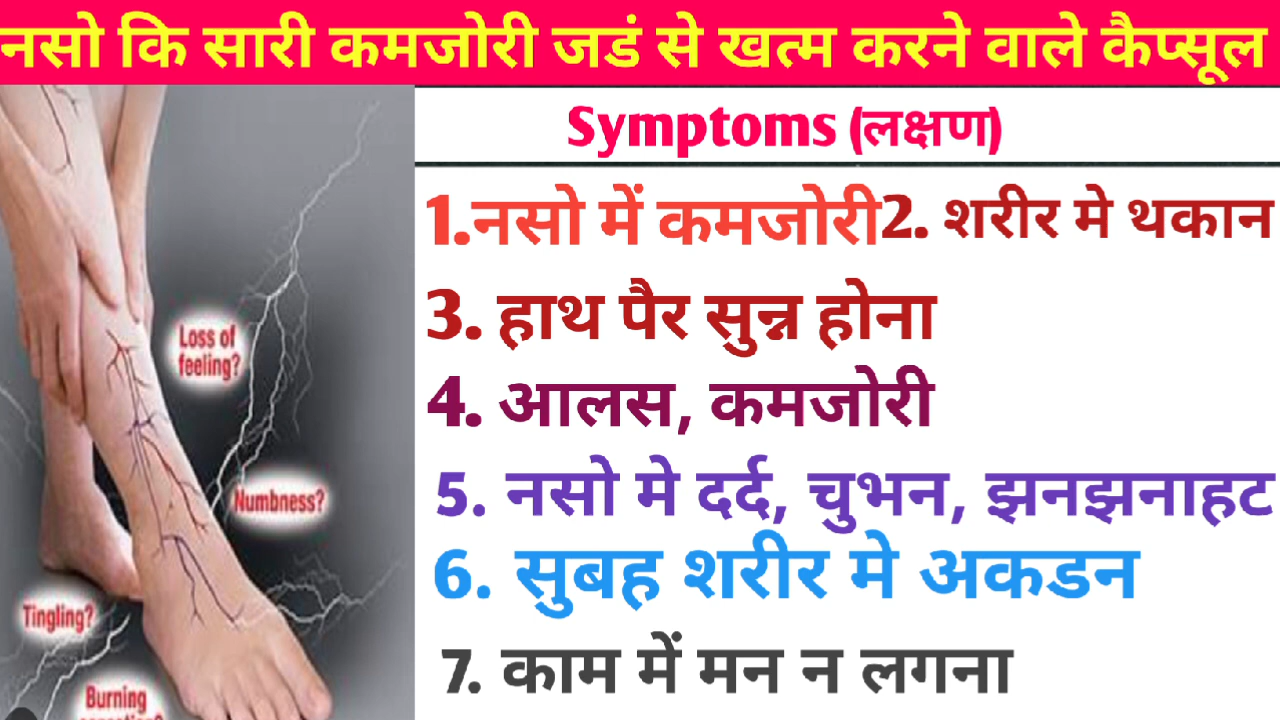 नसो कि सारी कमजोरी जडं से खत्म करने वाले कैप्सूल
Symptoms (लक्षण)
1.नसो में कमजोरी
2. शरीर मे थकान
3. हाथ पैर सुन्न होना
4. आलस, कमजोरी
5. नसो मे दर्द, चुभन, झनझनाहट
6. सुबह शरीर मे अकडन
7. काम में मन न लगना
Loss of
feeling?
Numbness?
Tingling?
Burning